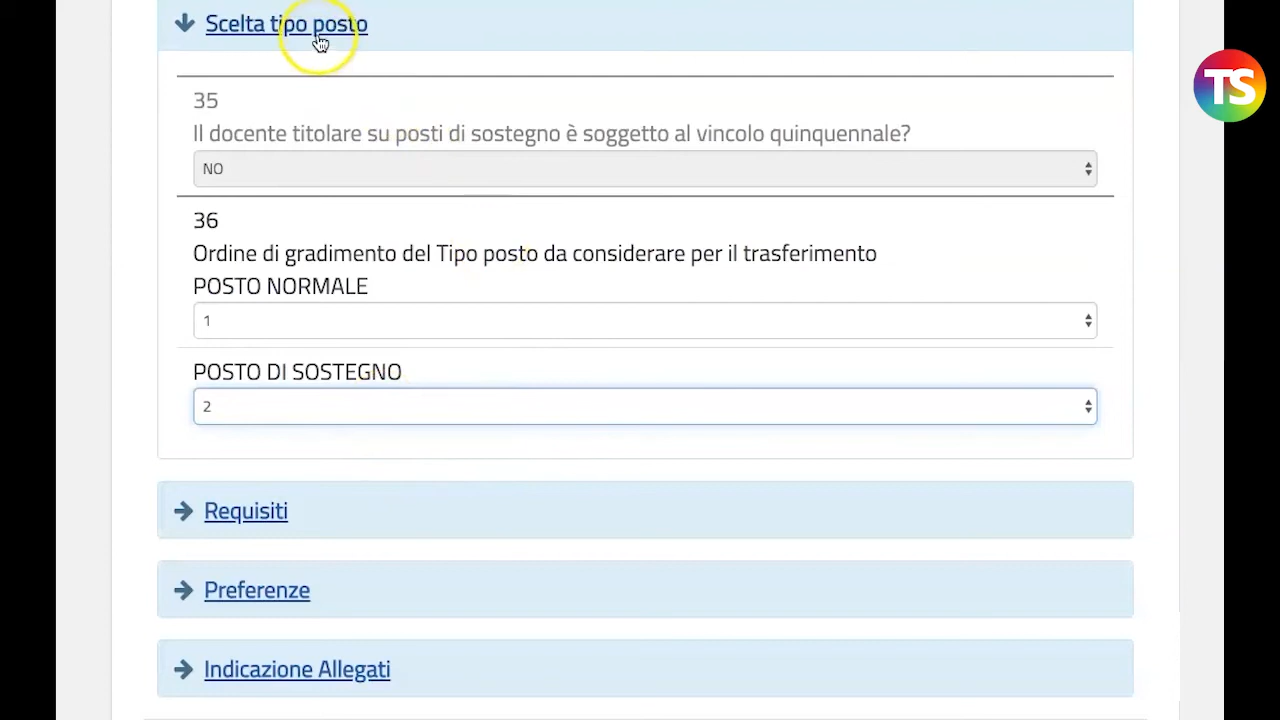 Scelta tipo posto
TS
35
Il docente titolare su posti di sostegno è soggetto al vincolo quinquennale?
NO
36
Ordine di gradimento del Tipo posto da considerare per il trasferimento
POSTO NORMALE
1
POSTO DI SOSTEGNO
2
Requisiti
Preferenze
Indicazione Allegati